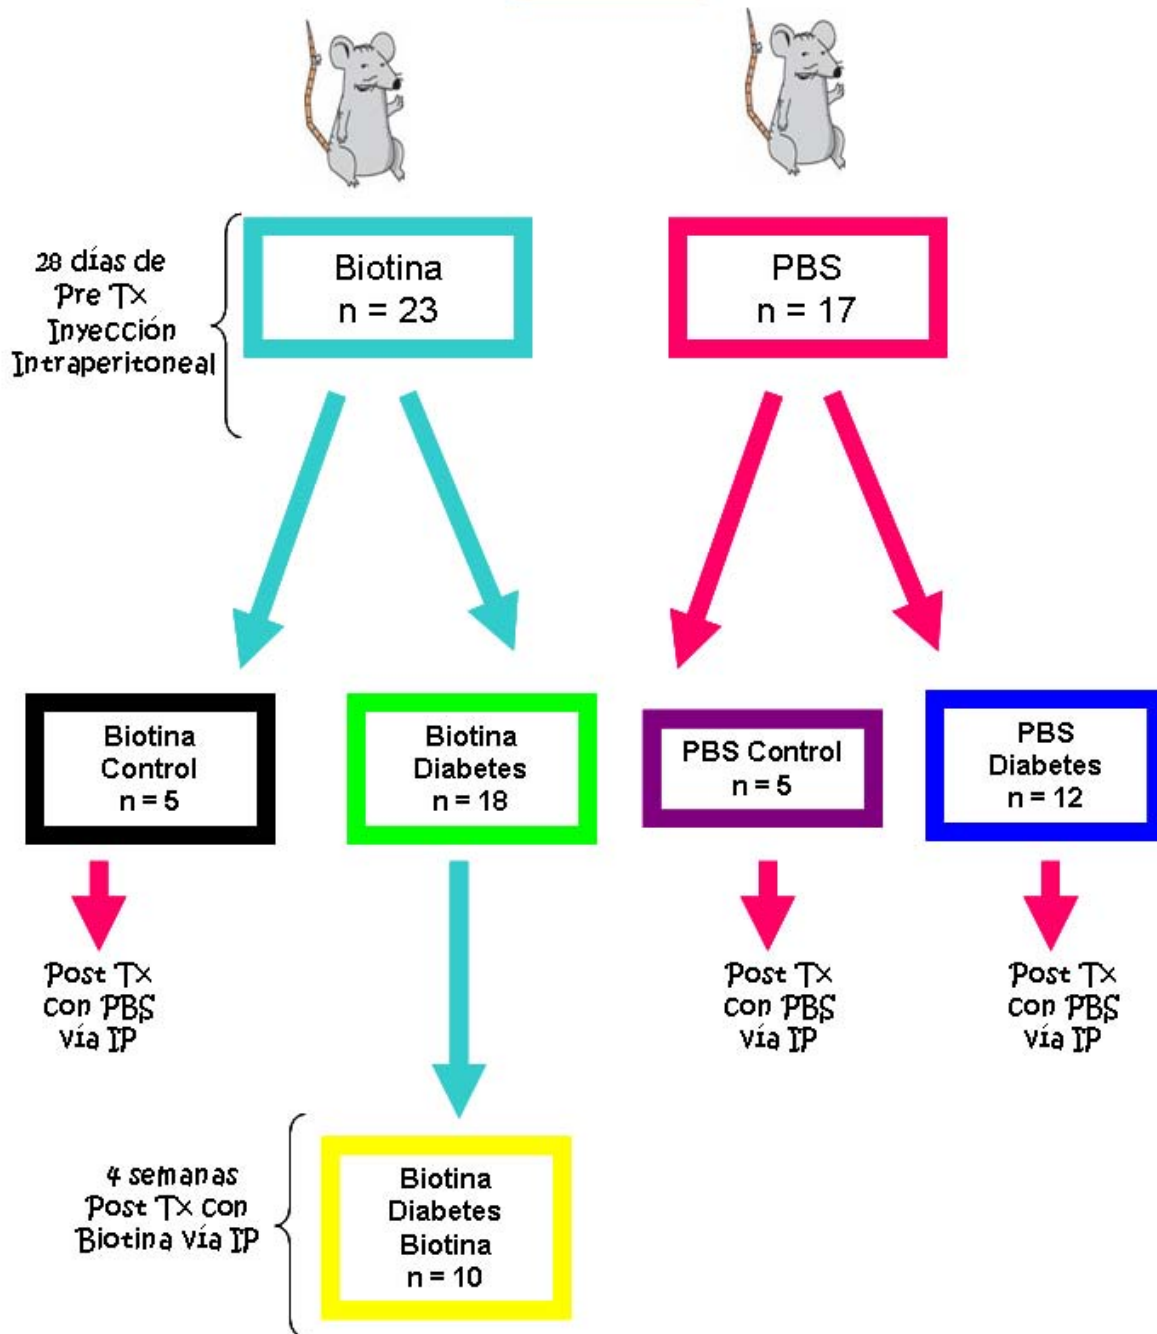 28 días de
Pre Tx
Inyección
Intraperitoneal
Biotina
n = 23
PBS
n = 17
Biotina
Control
n = 5
Biotina
Diabetes
n = 18
PBS Control
n = 5
PBS
Diabetes
n = 12
Post Tx
con PBS
vía IP
Post Tx
con PBS
vía IP
Post Tx
con PBS
vía IP
4 semanas
Post Tx con
Biotina vía IP
Biotina
Diabetes
Biotina
n = 10